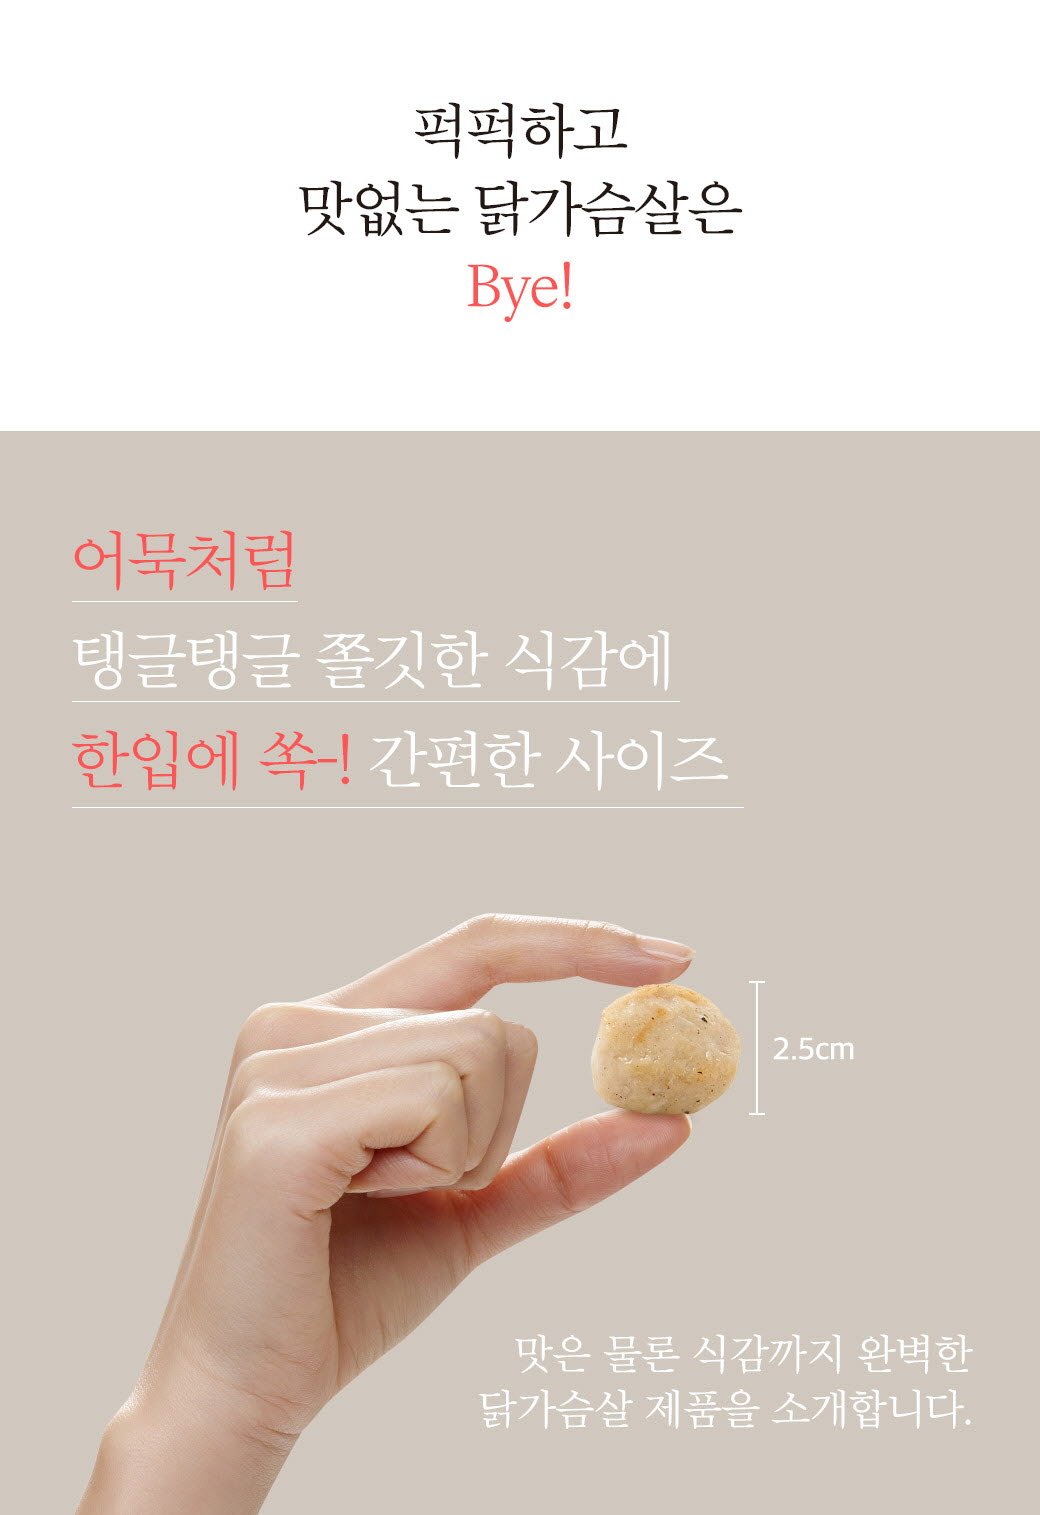 퍽퍽하고
맛없는 닭가슴살은
Bye!
어묵처럼
탱글탱글 쫄깃한 식감에
한입에 쏙-! 간편한 사이즈
2.5cm
맛은 물론 식감까지 완벽한
닭가슴살 제품을 소개합니다.